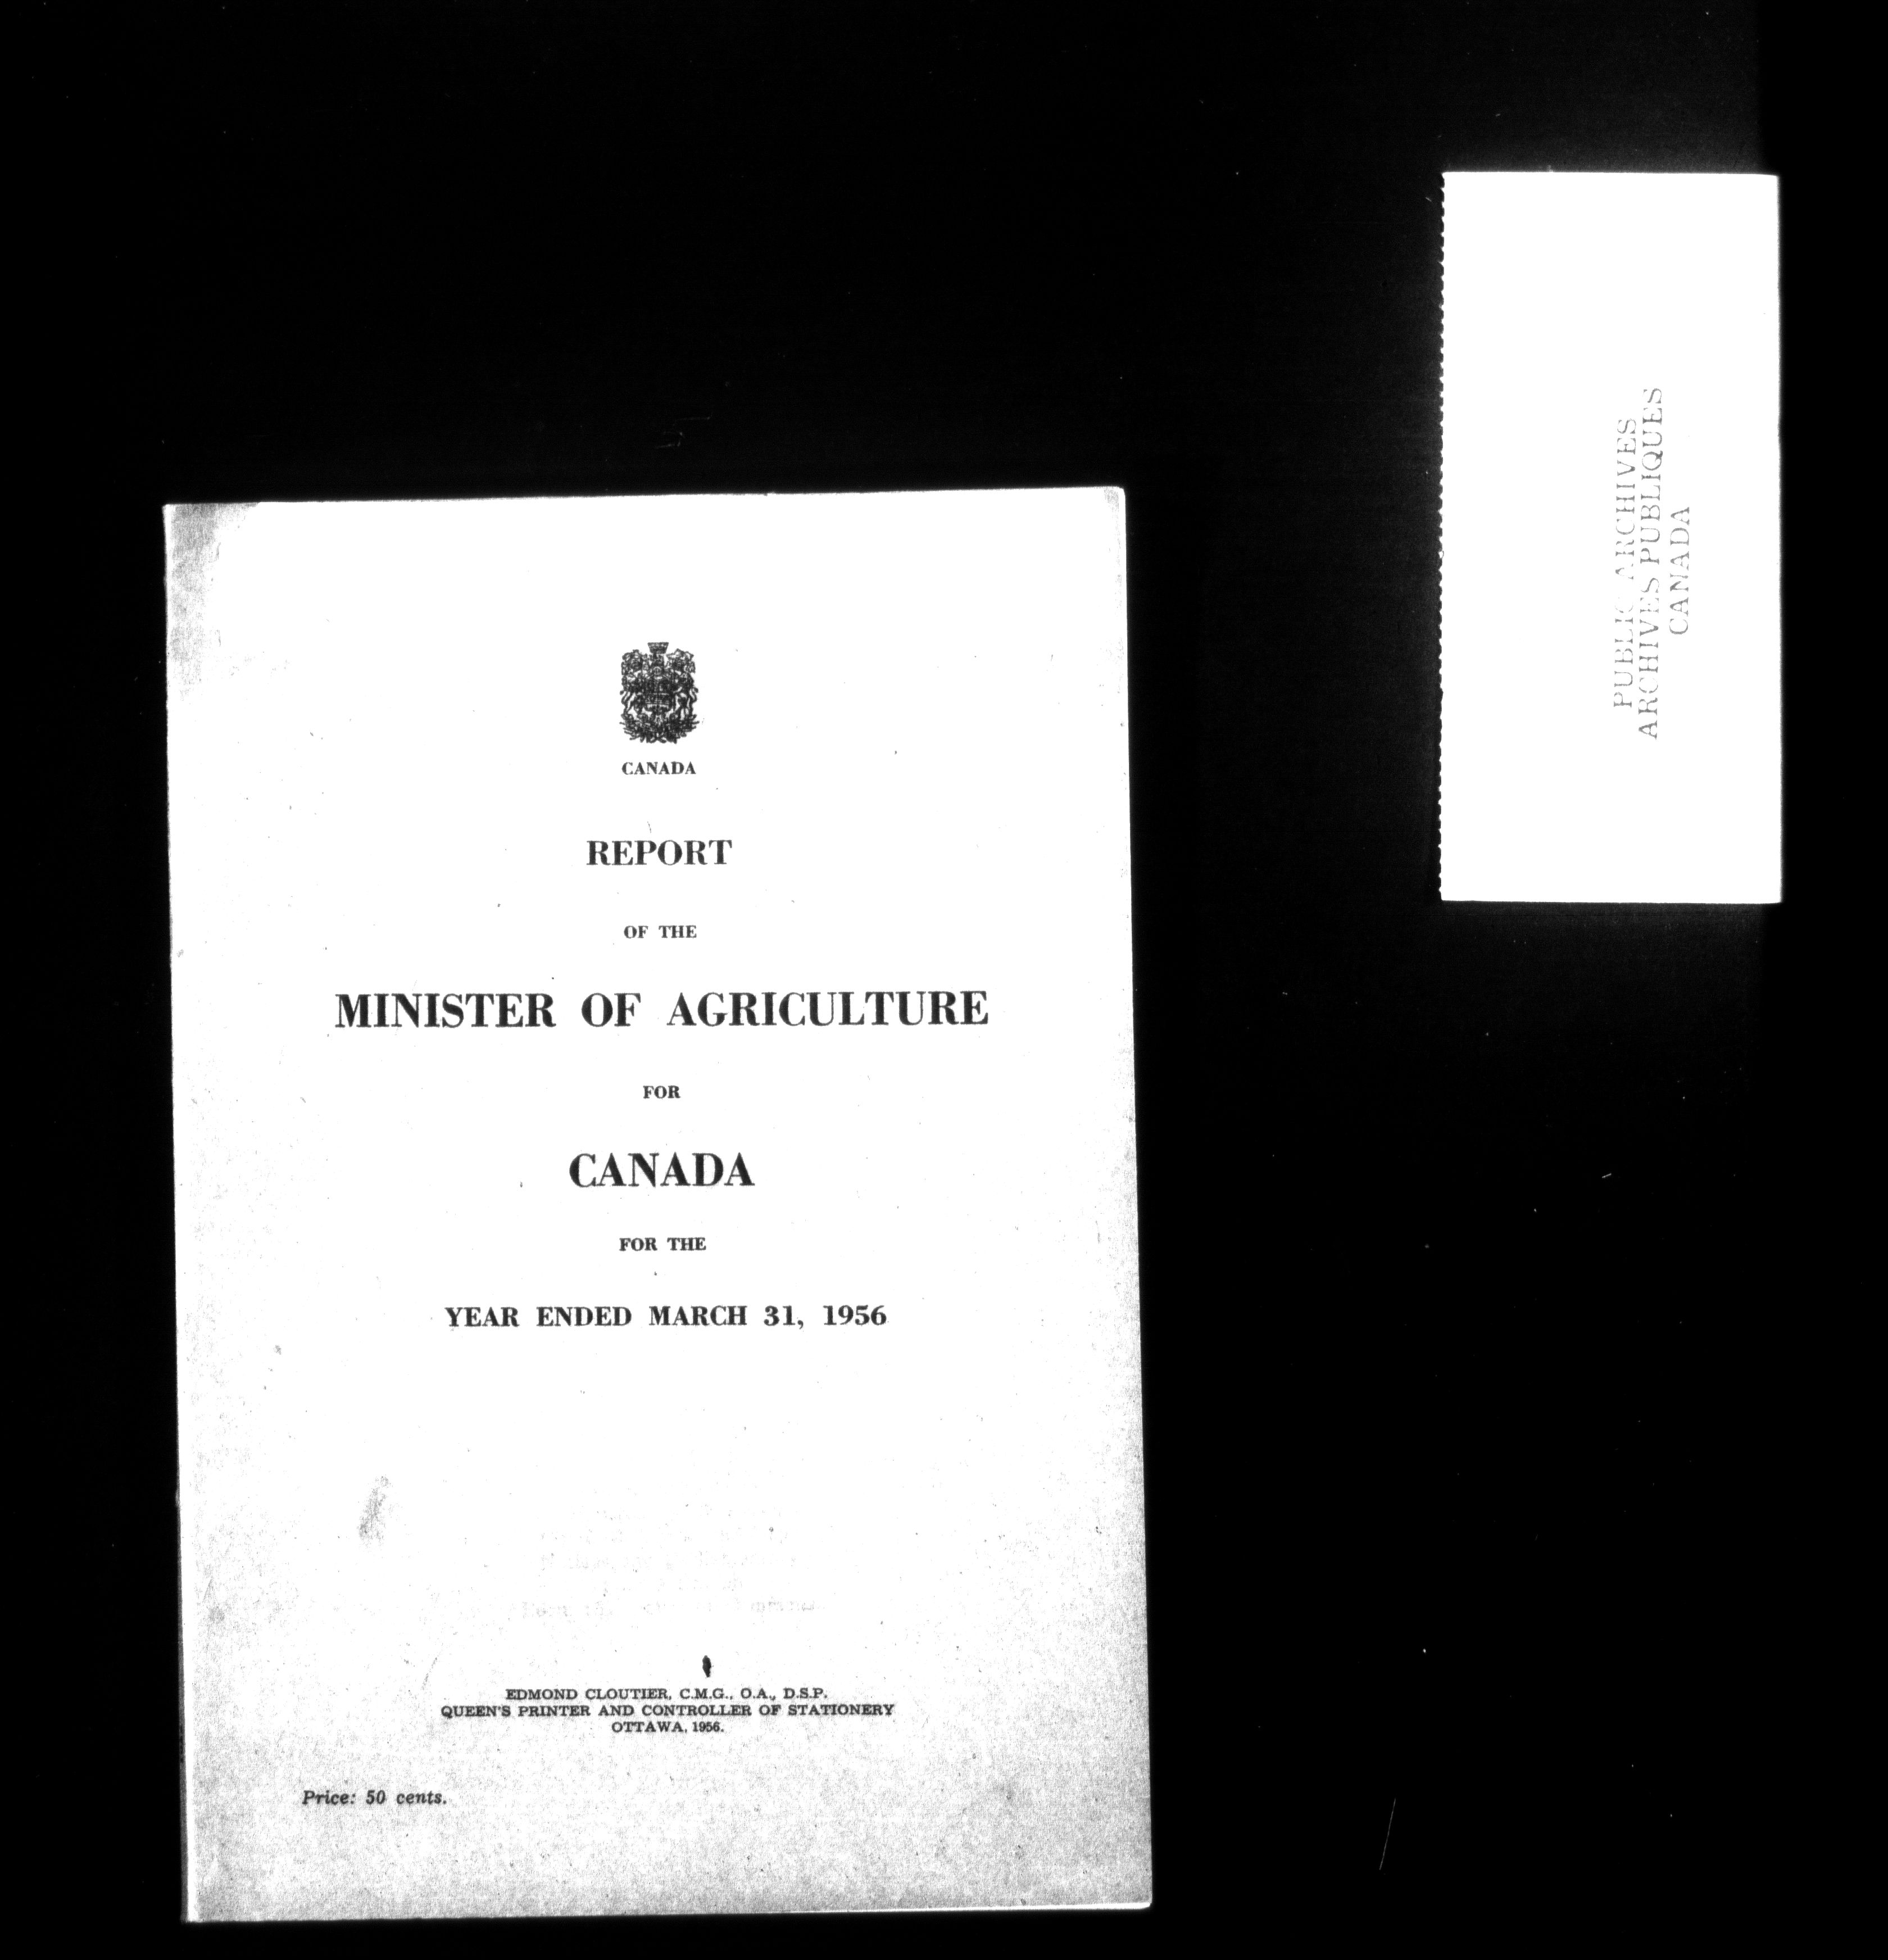 CANADA
REPORT
OF THE
MINISTER OF AGRICULTURE
FOR
CANADA
FOR THE
YEAR ENDED MARCH 31, 1956
EDMOND CLOUTIER, C.M.G., O.A., D.S.P.
QUEEN'S PRINTER AND CONTROLLER OF STATIONERY
OTTAWA, 1956.
Price: 50 cents.
PUBLIC ARCHIVES
ARCHIVES PUBLIQUES
CANADA